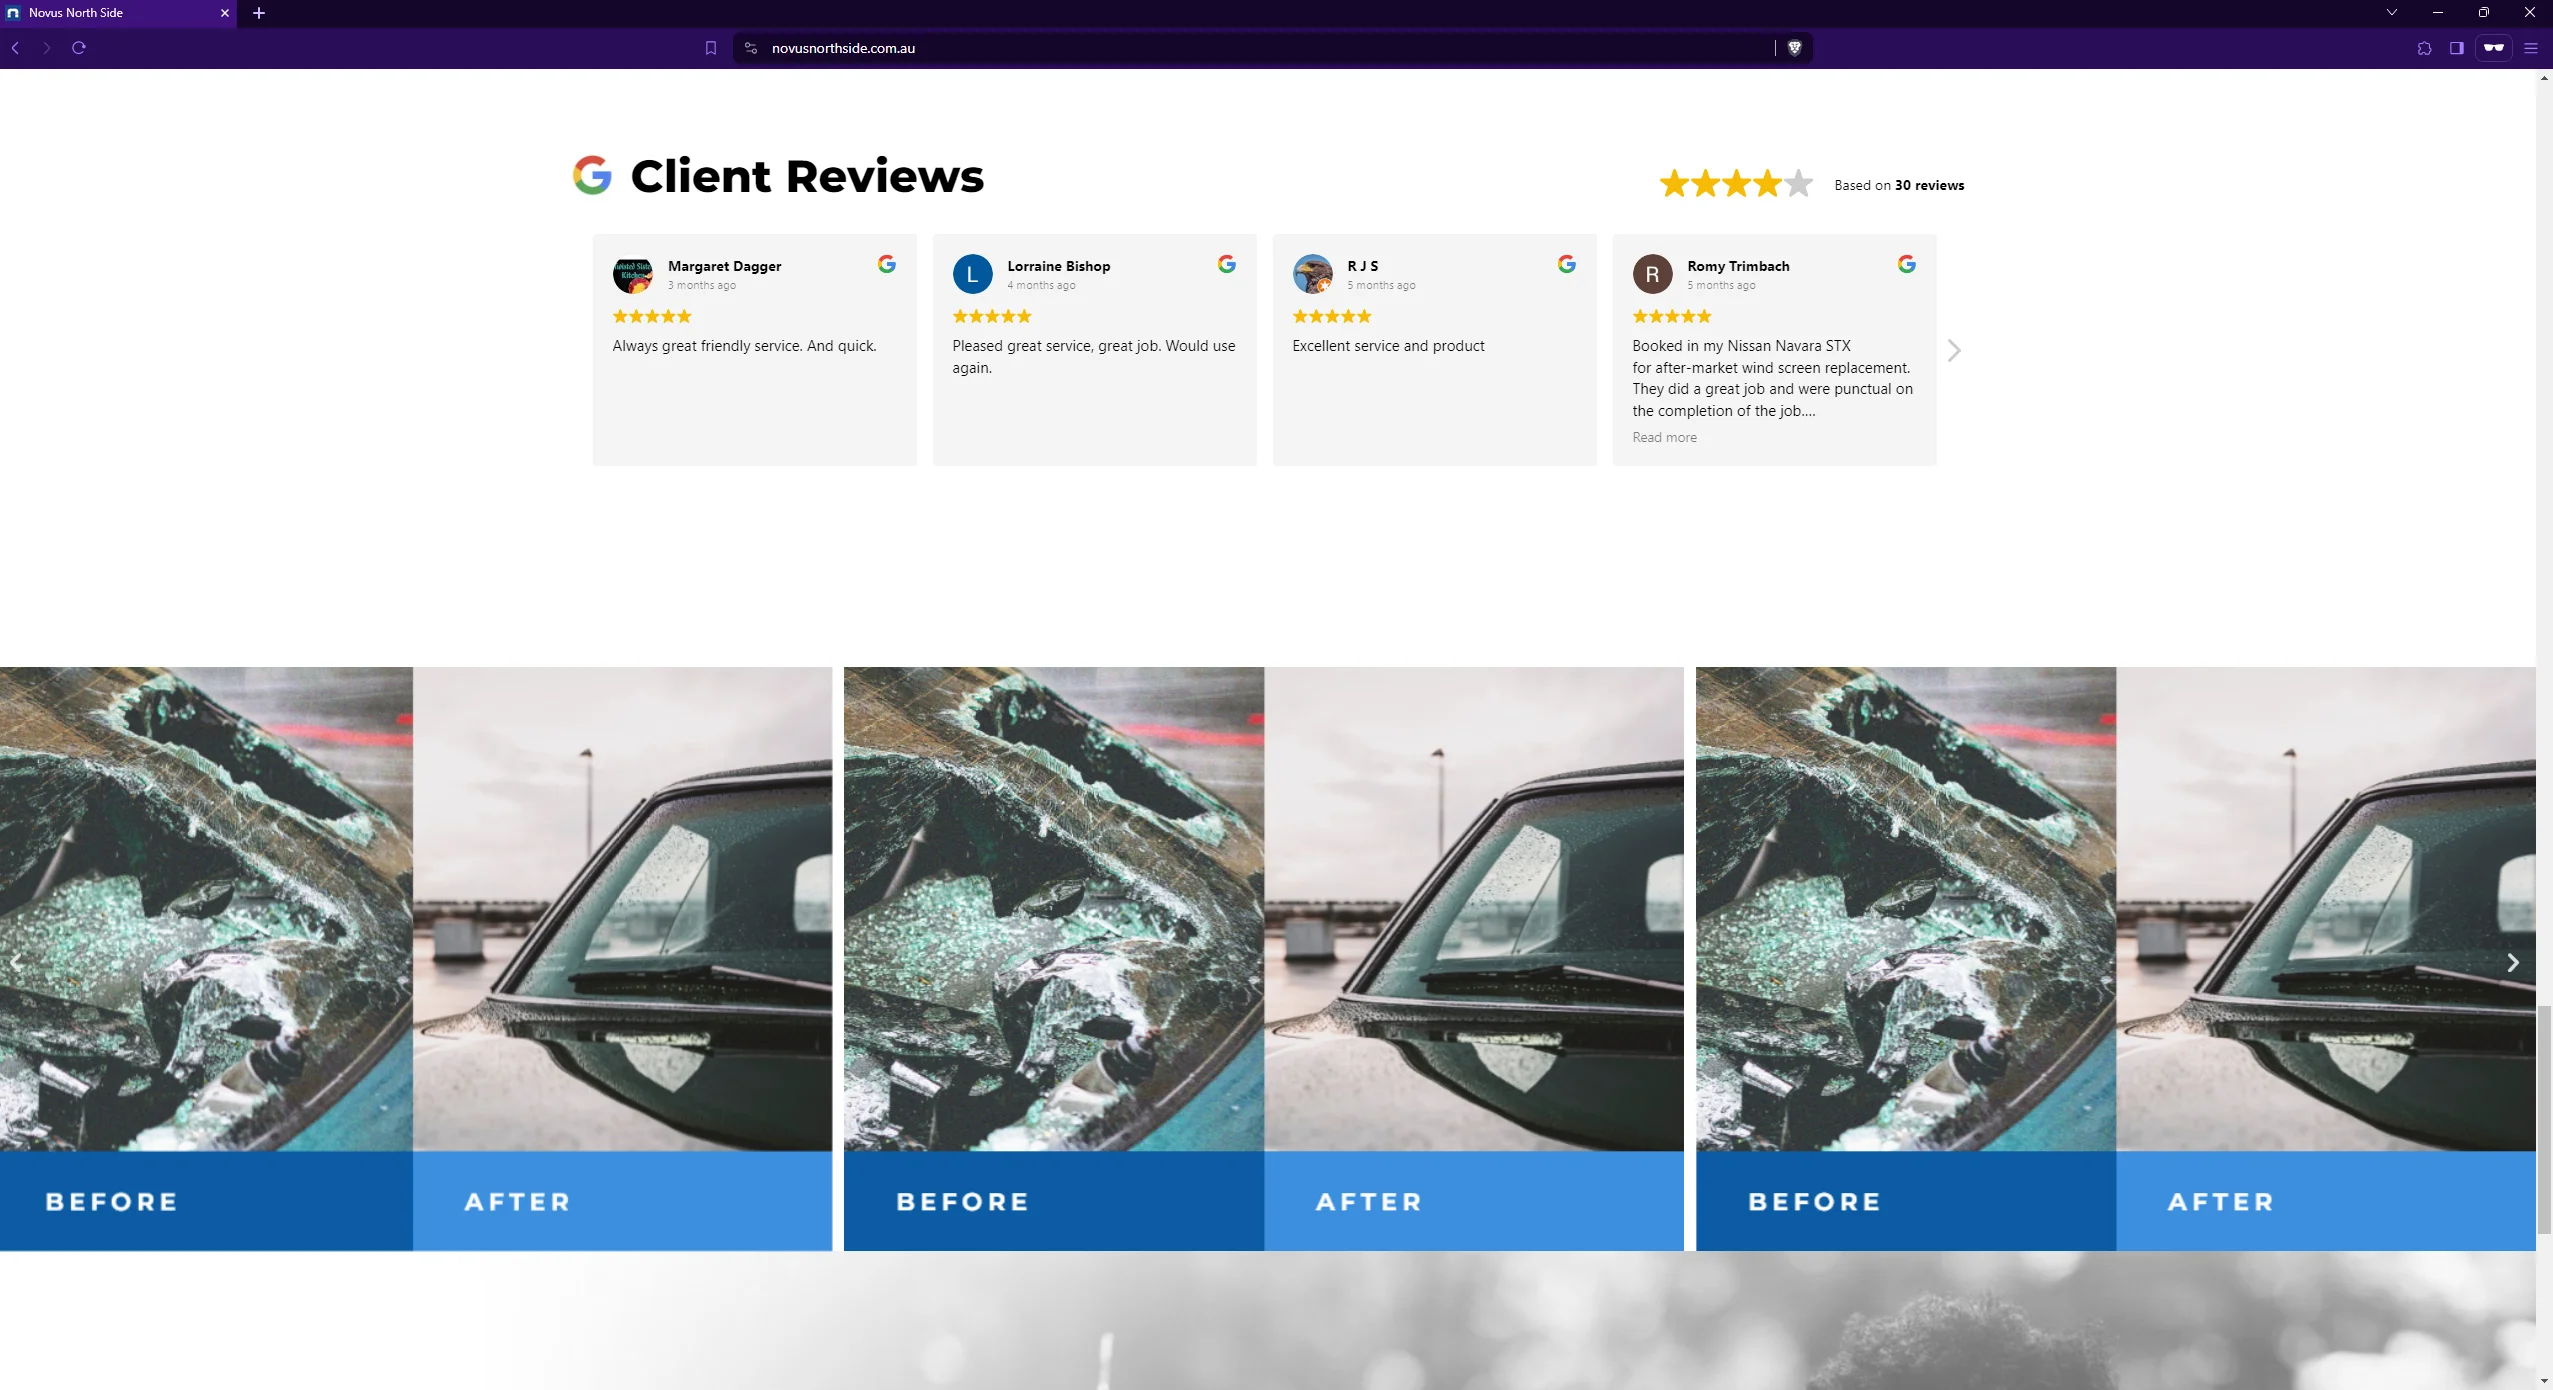 Novus North Side
novusnorthside.com.au
Client Reviews
Based on 30 reviews
Margaret Dagger
3 months ago
Always great friendly service. And quick.
L
Lorraine Bishop
4 months ago
Pleased great service, great job. Would use
again.
R J S
5 months ago
Excellent service and product
R
Romy Trimbach
5 months ago
Booked in my Nissan Navara STX
for after-market wind screen replacement.
They did a great job and were punctual on
the completion of the job....
Read more
BEFORE
AFTER
BEFORE
AFTER
BEFORE
AFTER